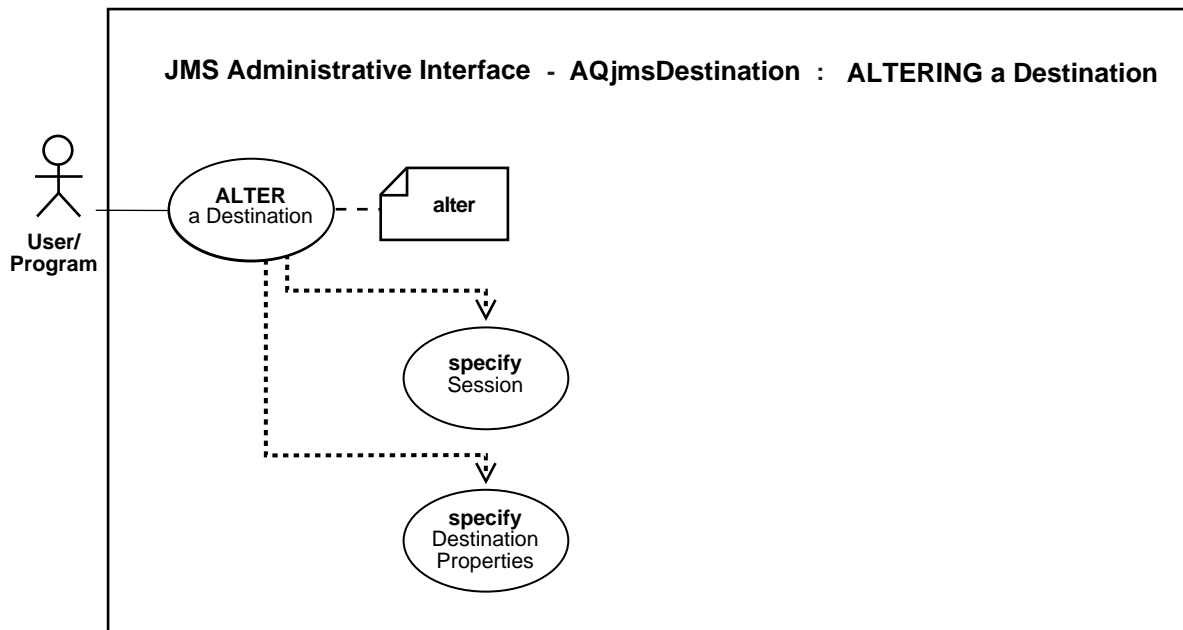 JMS Administrative Interface - AQjmsDestination : ALTERING a Destination
User/
Program
ALTER
a Destination
alter
specify
Session
specify
Destination
Properties